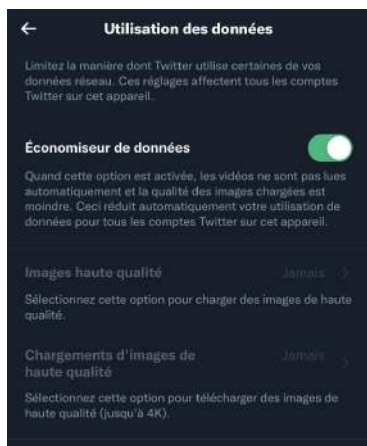 Utilisation des données
Limitez la manière dont Twitter utilise certaines de vos
données réseau. Ces réglages affectent tous les comptes
Twitter sur cet appareil.
Économiseur de données
Quand cette option est activée, les vidéos ne sont pas lues
automatiquement et la qualité des images chargées est
moindre. Ceci réduit automatiquement votre utilisation de
données pour tous les comptes Twitter sur cet appareil.
Images haute qualité Jamais
Sélectionnez cette option pour charger des images de haute
qualité.
Chargements d'images de Jamais
haute qualité
Sélectionnez cette option pour télécharger des images de
haute qualité (jusqu'à 4K).